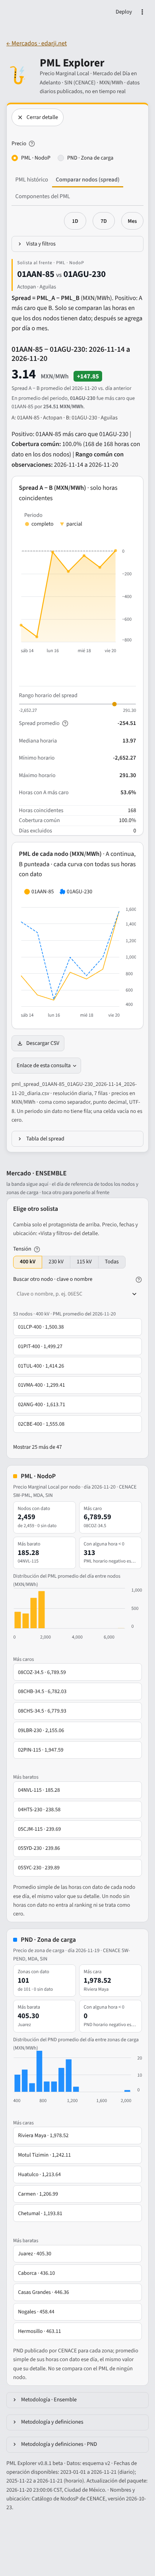 Deploy
← Mercados · edarji.net
PML Explorer
Precio Marginal Local · Mercado del Día en
Adelanto · SIN (CENACE) · MXN/MWh · datos
diarios publicados, no en tiempo real
Cerrar detalle
Precio
PML · NodoP
PND · Zona de carga
PML histórico
Comparar nodos (spread)
Componentes del PML
1D
7D
Mes
Vista y filtros
Solista al frente · PML · NodoP
01AAN-85 vs 01AGU-230
Actopan · Aguilas
Spread = PML_A − PML_B (MXN/MWh). Positivo: A
más caro que B. Solo se comparan las horas en
que los dos nodos tienen dato; después se agrega
por día o mes.
01AAN-85 − 01AGU-230: 2026-11-14 a
2026-11-20
3.14 MXN/MWh +147.85
Spread A − B promedio del 2026-11-20 vs. día anterior
En promedio del período, 01AGU-230 fue más caro que
01AAN-85 por 254.51 MXN/MWh.
A: 01AAN-85 · Actopan · B: 01AGU-230 · Aguilas
Positivo: 01AAN-85 más caro que 01AGU-230 |
Cobertura común: 100.0% (168 de 168 horas con
dato en los dos nodos) | Rango común con
observaciones: 2026-11-14 a 2026-11-20
Spread A − B (MXN/MWh) · solo horas
coincidentes
Periodo
completo
parcial
0
−200
−400
−600
−800
sáb 14
lun 16
mié 18
vie 20
Rango horario del spread
-2,652.27
291.30
Spread promedio
-254.51
Mediana horaria
13.97
Mínimo horario
-2,652.27
Máximo horario
291.30
Horas con A más caro
53.6%
Horas coincidentes
168
Cobertura común
100.0%
Días excluidos
0
PML de cada nodo (MXN/MWh) · A continua,
B punteada · cada curva con todas sus horas
con dato
01AAN-85
01AGU-230
1,600
1,400
1,200
1,000
800
600
400
sáb 14
lun 16
mié 18
vie 20
Descargar CSV
Enlace de esta consulta
pml_spread_01AAN-85_01AGU-230_2026-11-14_2026-
11-20_diaria.csv · resolución diaria, 7 filas · precios en
MXN/MWh · coma como separador, punto decimal, UTF-
8. Un periodo sin dato no tiene fila; una celda vacía no es
cero.
Tabla del spread
Mercado · ENSEMBLE
la banda sigue aquí · el día de referencia de todos los nodos y
zonas de carga · toca otro para ponerlo al frente
Elige otro solista
Cambia solo el protagonista de arriba. Precio, fechas y
ubicación: «Vista y filtros» del detalle.
Tensión
400 kV
230 kV
115 kV
Todas
Buscar otro nodo · clave o nombre
Clave o nombre, p. ej. 06ESC
53 nodos · 400 kV · PML promedio del 2026-11-20
01LCP-400 · 1,500.38
01PIT-400 · 1,499.27
01TUL-400 · 1,414.26
01VMA-400 · 1,299.41
02ANG-400 · 1,613.71
02CBE-400 · 1,555.08
Mostrar 25 más de 47
PML · NodoP
Precio Marginal Local por nodo · día 2026-11-20 · CENACE
SW-PML, MDA, SIN
Nodos con dato
2,459
de 2,459 · 0 sin dato
Más caro
6,789.59
08COZ-34.5
Más barato
185.28
04NVL-115
Con alguna hora < 0
313
PML horario negativo es…
Distribución del PML promedio del día entre nodos
(MXN/MWh)
1,000
500
0
0
2,000
4,000
6,000
Más caros
08COZ-34.5 · 6,789.59
08CHB-34.5 · 6,782.03
08CHS-34.5 · 6,779.93
09LBR-230 · 2,155.06
02PIN-115 · 1,947.59
Más baratos
04NVL-115 · 185.28
04HTS-230 · 238.58
05CJM-115 · 239.69
05SYD-230 · 239.86
05SYC-230 · 239.89
Promedio simple de las horas con dato de cada nodo
ese día, el mismo valor que su detalle. Un nodo sin
horas con dato no entra al ranking ni se trata como
cero.
PND · Zona de carga
Precio de zona de carga · día 2026-11-19 · CENACE SW-
PEND, MDA, SIN
Zonas con dato
101
de 101 · 0 sin dato
Más cara
1,978.52
Riviera Maya
Más barata
405.30
Juarez
Con alguna hora < 0
0
PND horario negativo es…
Distribución del PND promedio del día entre zonas de carga
(MXN/MWh)
20
10
0
400
800
1,200
1,600
2,000
Más caras
Riviera Maya · 1,978.52
Motul Tizimin · 1,242.11
Huatulco · 1,213.64
Carmen · 1,206.99
Chetumal · 1,193.81
Más baratas
Juarez · 405.30
Caborca · 436.10
Casas Grandes · 446.36
Nogales · 458.44
Hermosillo · 463.11
PND publicado por CENACE para cada zona; promedio
simple de sus horas con dato ese día, el mismo valor
que su detalle. No se compara con el PML de ningún
nodo.
Metodología · Ensemble
Metodología y definiciones
Metodología y definiciones · PND
PML Explorer v0.8.1 beta · Datos: esquema v2 · Fechas de
operación disponibles: 2023-01-01 a 2026-11-21 (diario);
2025-11-22 a 2026-11-21 (horario). Actualización del paquete:
2026-11-20 23:00:06 CST, Ciudad de México. · Nombres y
ubicación: Catálogo de NodosP de CENACE, versión 2026-10-
23.